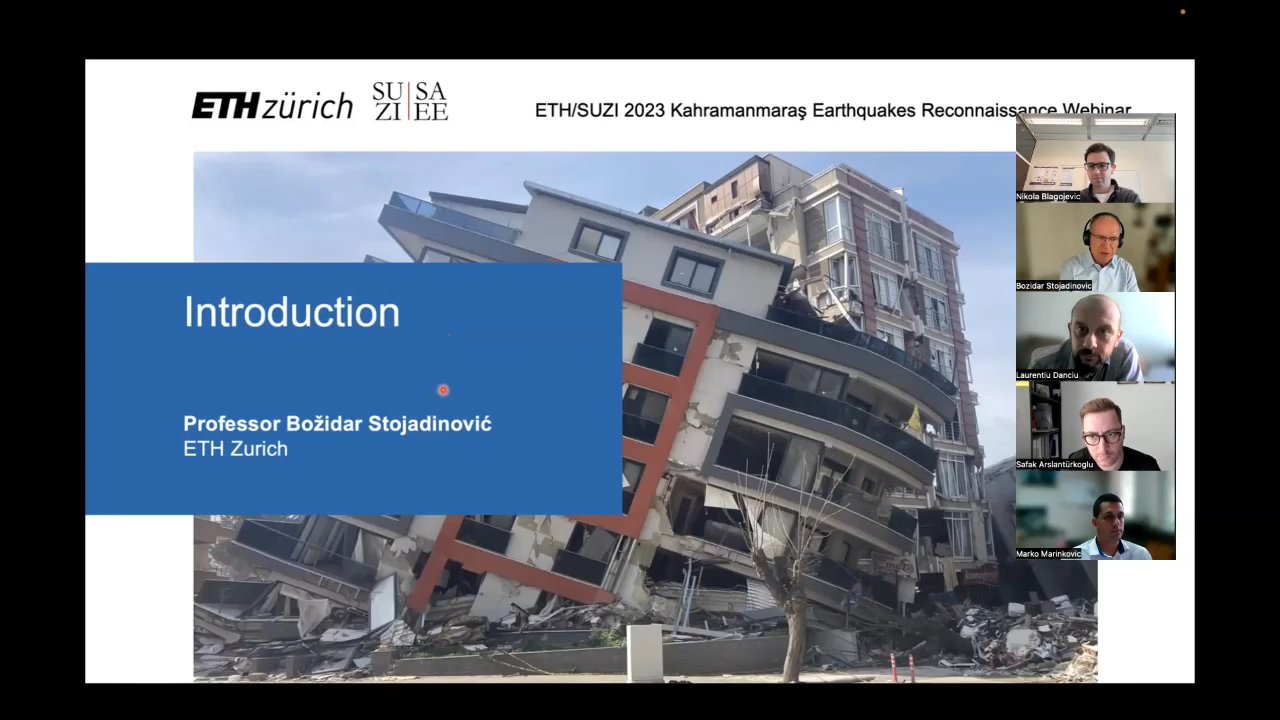 ETH zürich
SU|SA
ZI|EE
ETH/SUZI 2023 Kahramanmaraş Earthquakes Reconnaissance Webinar
Introduction
Professor Božidar Stojadinović
ETH Zurich
Nikola Blagojevic
Bozidar Stojadinovic
Laurentiu Danciu
Safak Arslantürkoglu
Marko Marinkovic